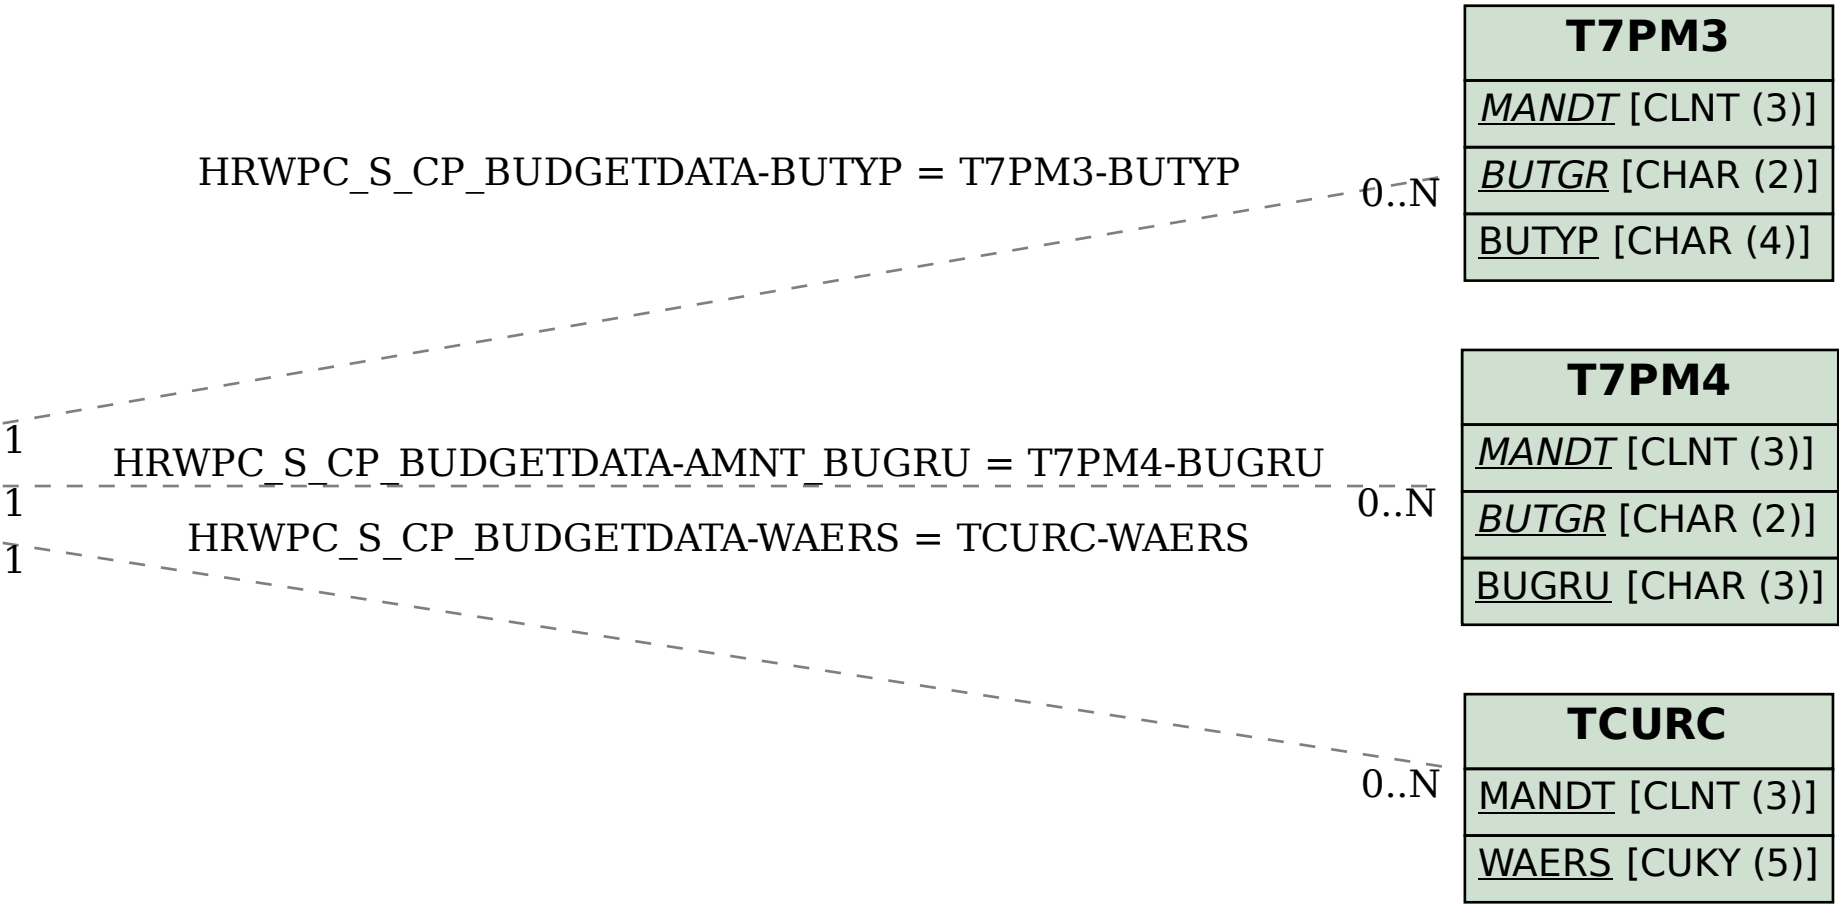 T7PM3
MANDT [CLNT (3)]
BUTGR [CHAR (2)]
BUTYP [CHAR (4)]
HRWPC_S_CP_BUDGETDATA-BUTYP = T7PM3-BUTYP
0..N
1
T7PM4
MANDT [CLNT (3)]
BUTGR [CHAR (2)]
BUGRU [CHAR (3)]
HRWPC_S_CP_BUDGETDATA-AMNT_BUGRU = T7PM4-BUGRU
0..N
1
HRWPC_S_CP_BUDGETDATA-WAERS = TCURC-WAERS
1
0..N
TCURC
MANDT [CLNT (3)]
WAERS [CUKY (5)]